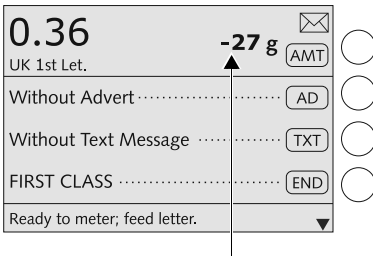 0.36
-27 g
AMT
UK 1st Let.
Without Advert ........................ AD
Without Text Message ............ TXT
FIRST CLASS ........................ END
Ready to meter; feed letter.